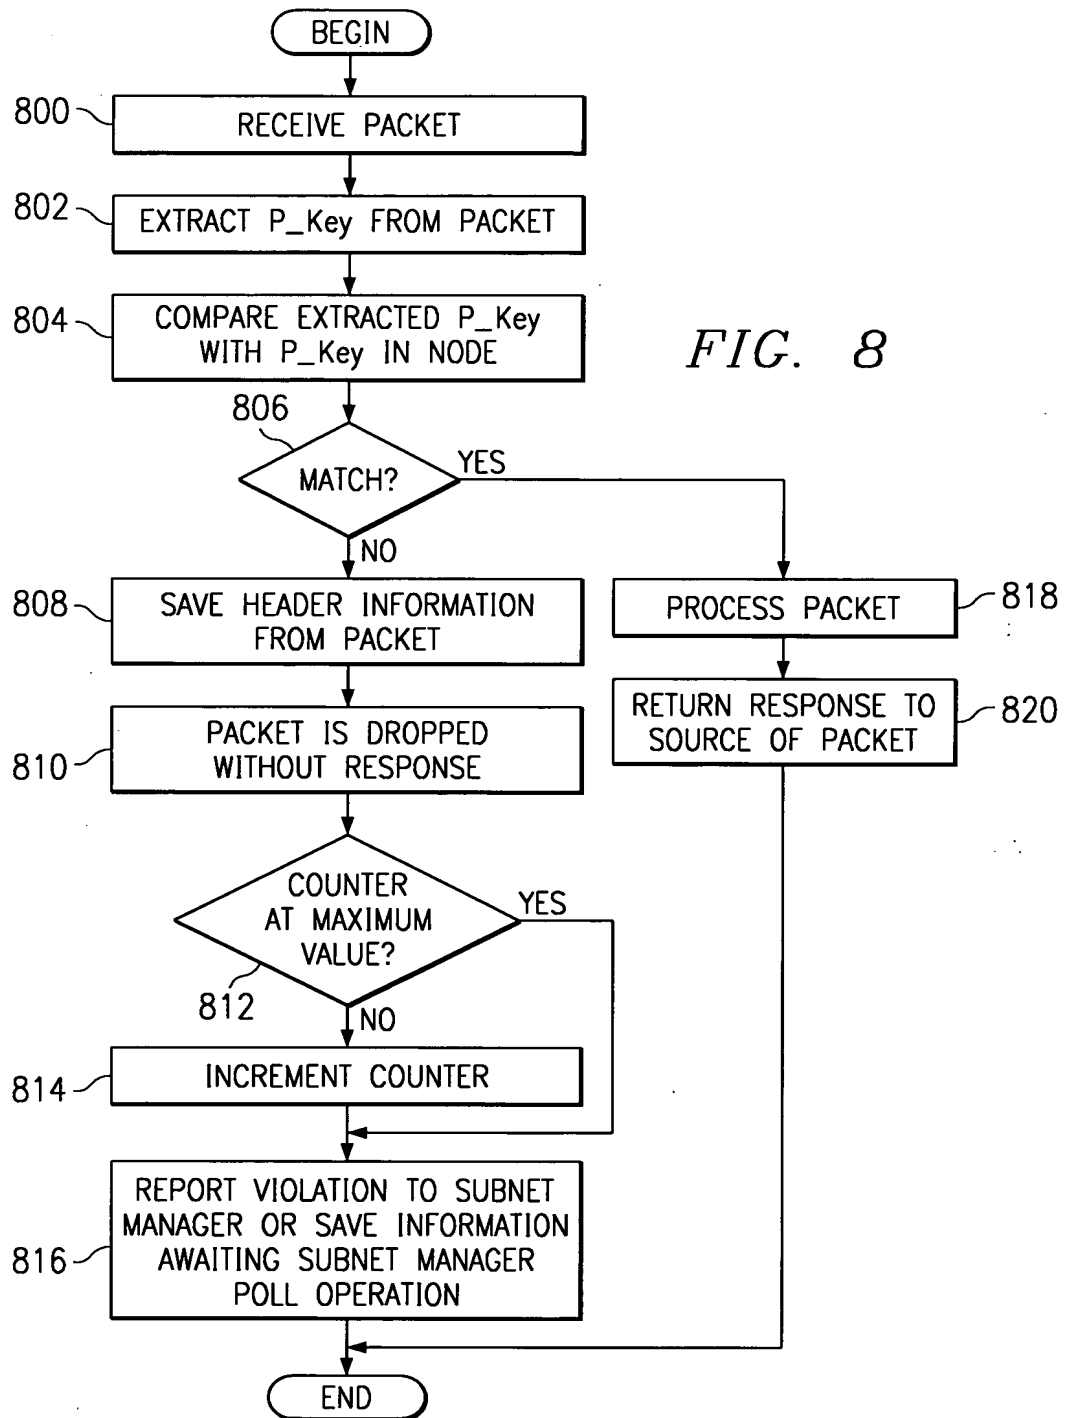 BEGIN
800
RECEIVE PACKET
802
EXTRACT P_Key FROM PACKET
804
COMPARE EXTRACTED P_Key
WITH P_Key IN NODE
FIG. 8
806
MATCH?
YES
NO
808
SAVE HEADER INFORMATION
FROM PACKET
PROCESS PACKET
818
810
PACKET IS DROPPED
WITHOUT RESPONSE
RETURN RESPONSE TO
SOURCE OF PACKET
820
COUNTER
AT MAXIMUM
VALUE?
YES
812
NO
814
INCREMENT COUNTER
816
REPORT VIOLATION TO SUBNET
MANAGER OR SAVE INFORMATION
AWAITING SUBNET MANAGER
POLL OPERATION
END